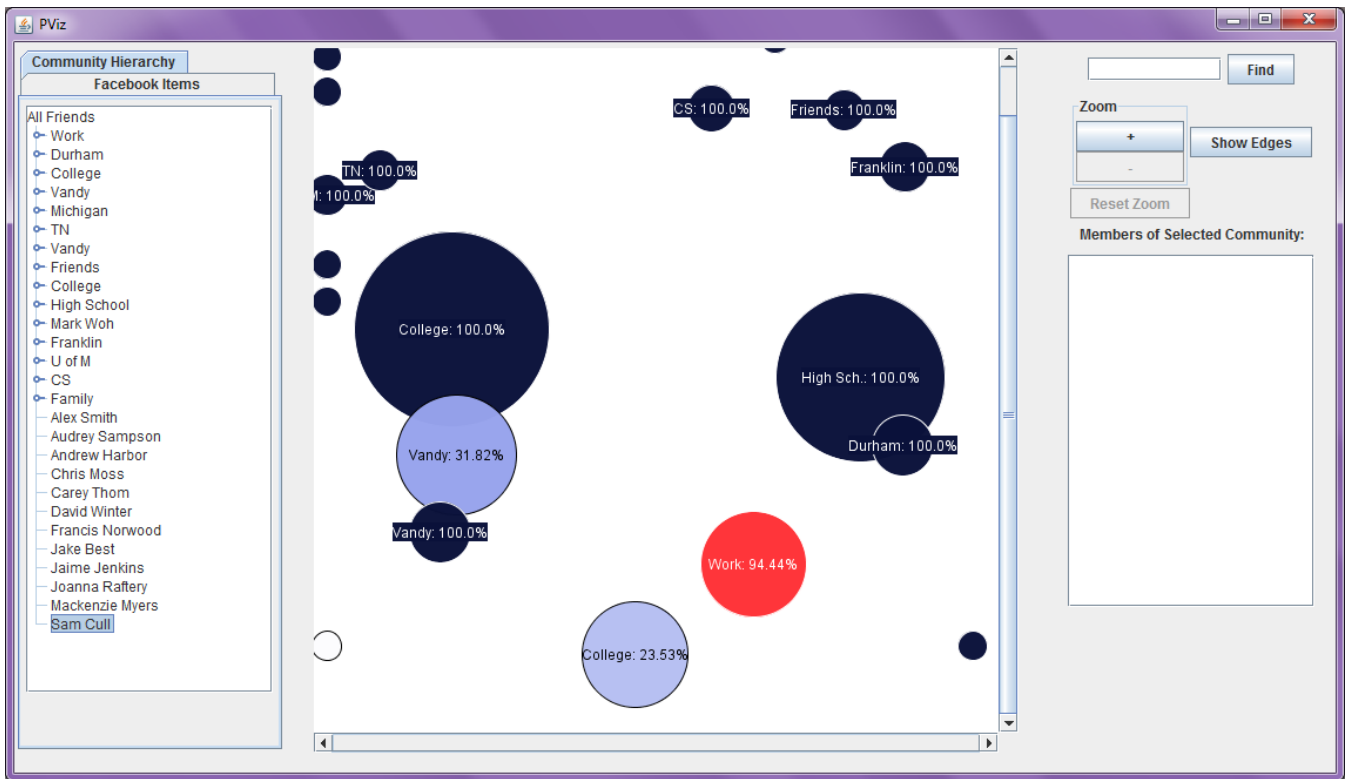 PViz
Community Hierarchy
Facebook Items
All Friends
Work
Durham
College
Vandy
Michigan
TN
Vandy
Friends
College
High School
Mark Woh
Franklin
U of M
CS
Family
Alex Smith
Audrey Sampson
Andrew Harbor
Chris Moss
Carey Thom
David Winter
Francis Norwood
Jake Best
Jaime Jenkins
Joanna Raftery
Mackenzie Myers
Sam Cull
CS: 100.0%
Friends: 100.0%
TN: 100.0%
Franklin: 100.0%
M: 100.0%
College: 100.0%
High Sch.: 100.0%
Vandy: 31.82%
Durham: 100.0%
Vandy: 100.0%
Work: 94.44%
College: 23.53%
Find
Zoom
+
-
Show Edges
Reset Zoom
Members of Selected Community: